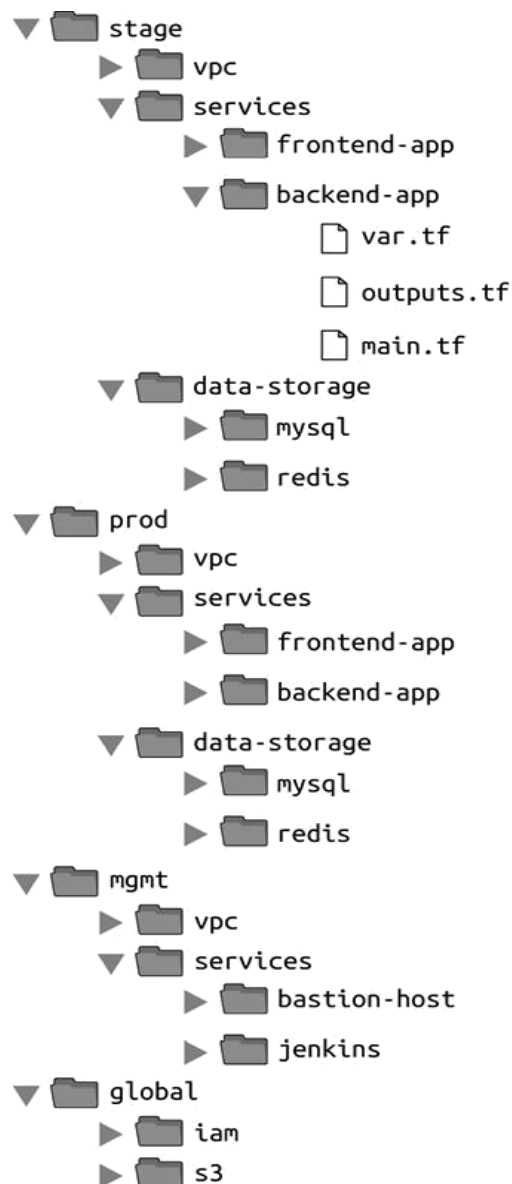 stage
vpc
services
frontend-app
backend-app
var.tf
outputs.tf
main.tf
data-storage
mysql
redis
prod
vpc
services
frontend-app
backend-app
data-storage
mysql
redis
mgmt
vpc
services
bastion-host
jenkins
global
iam
s3